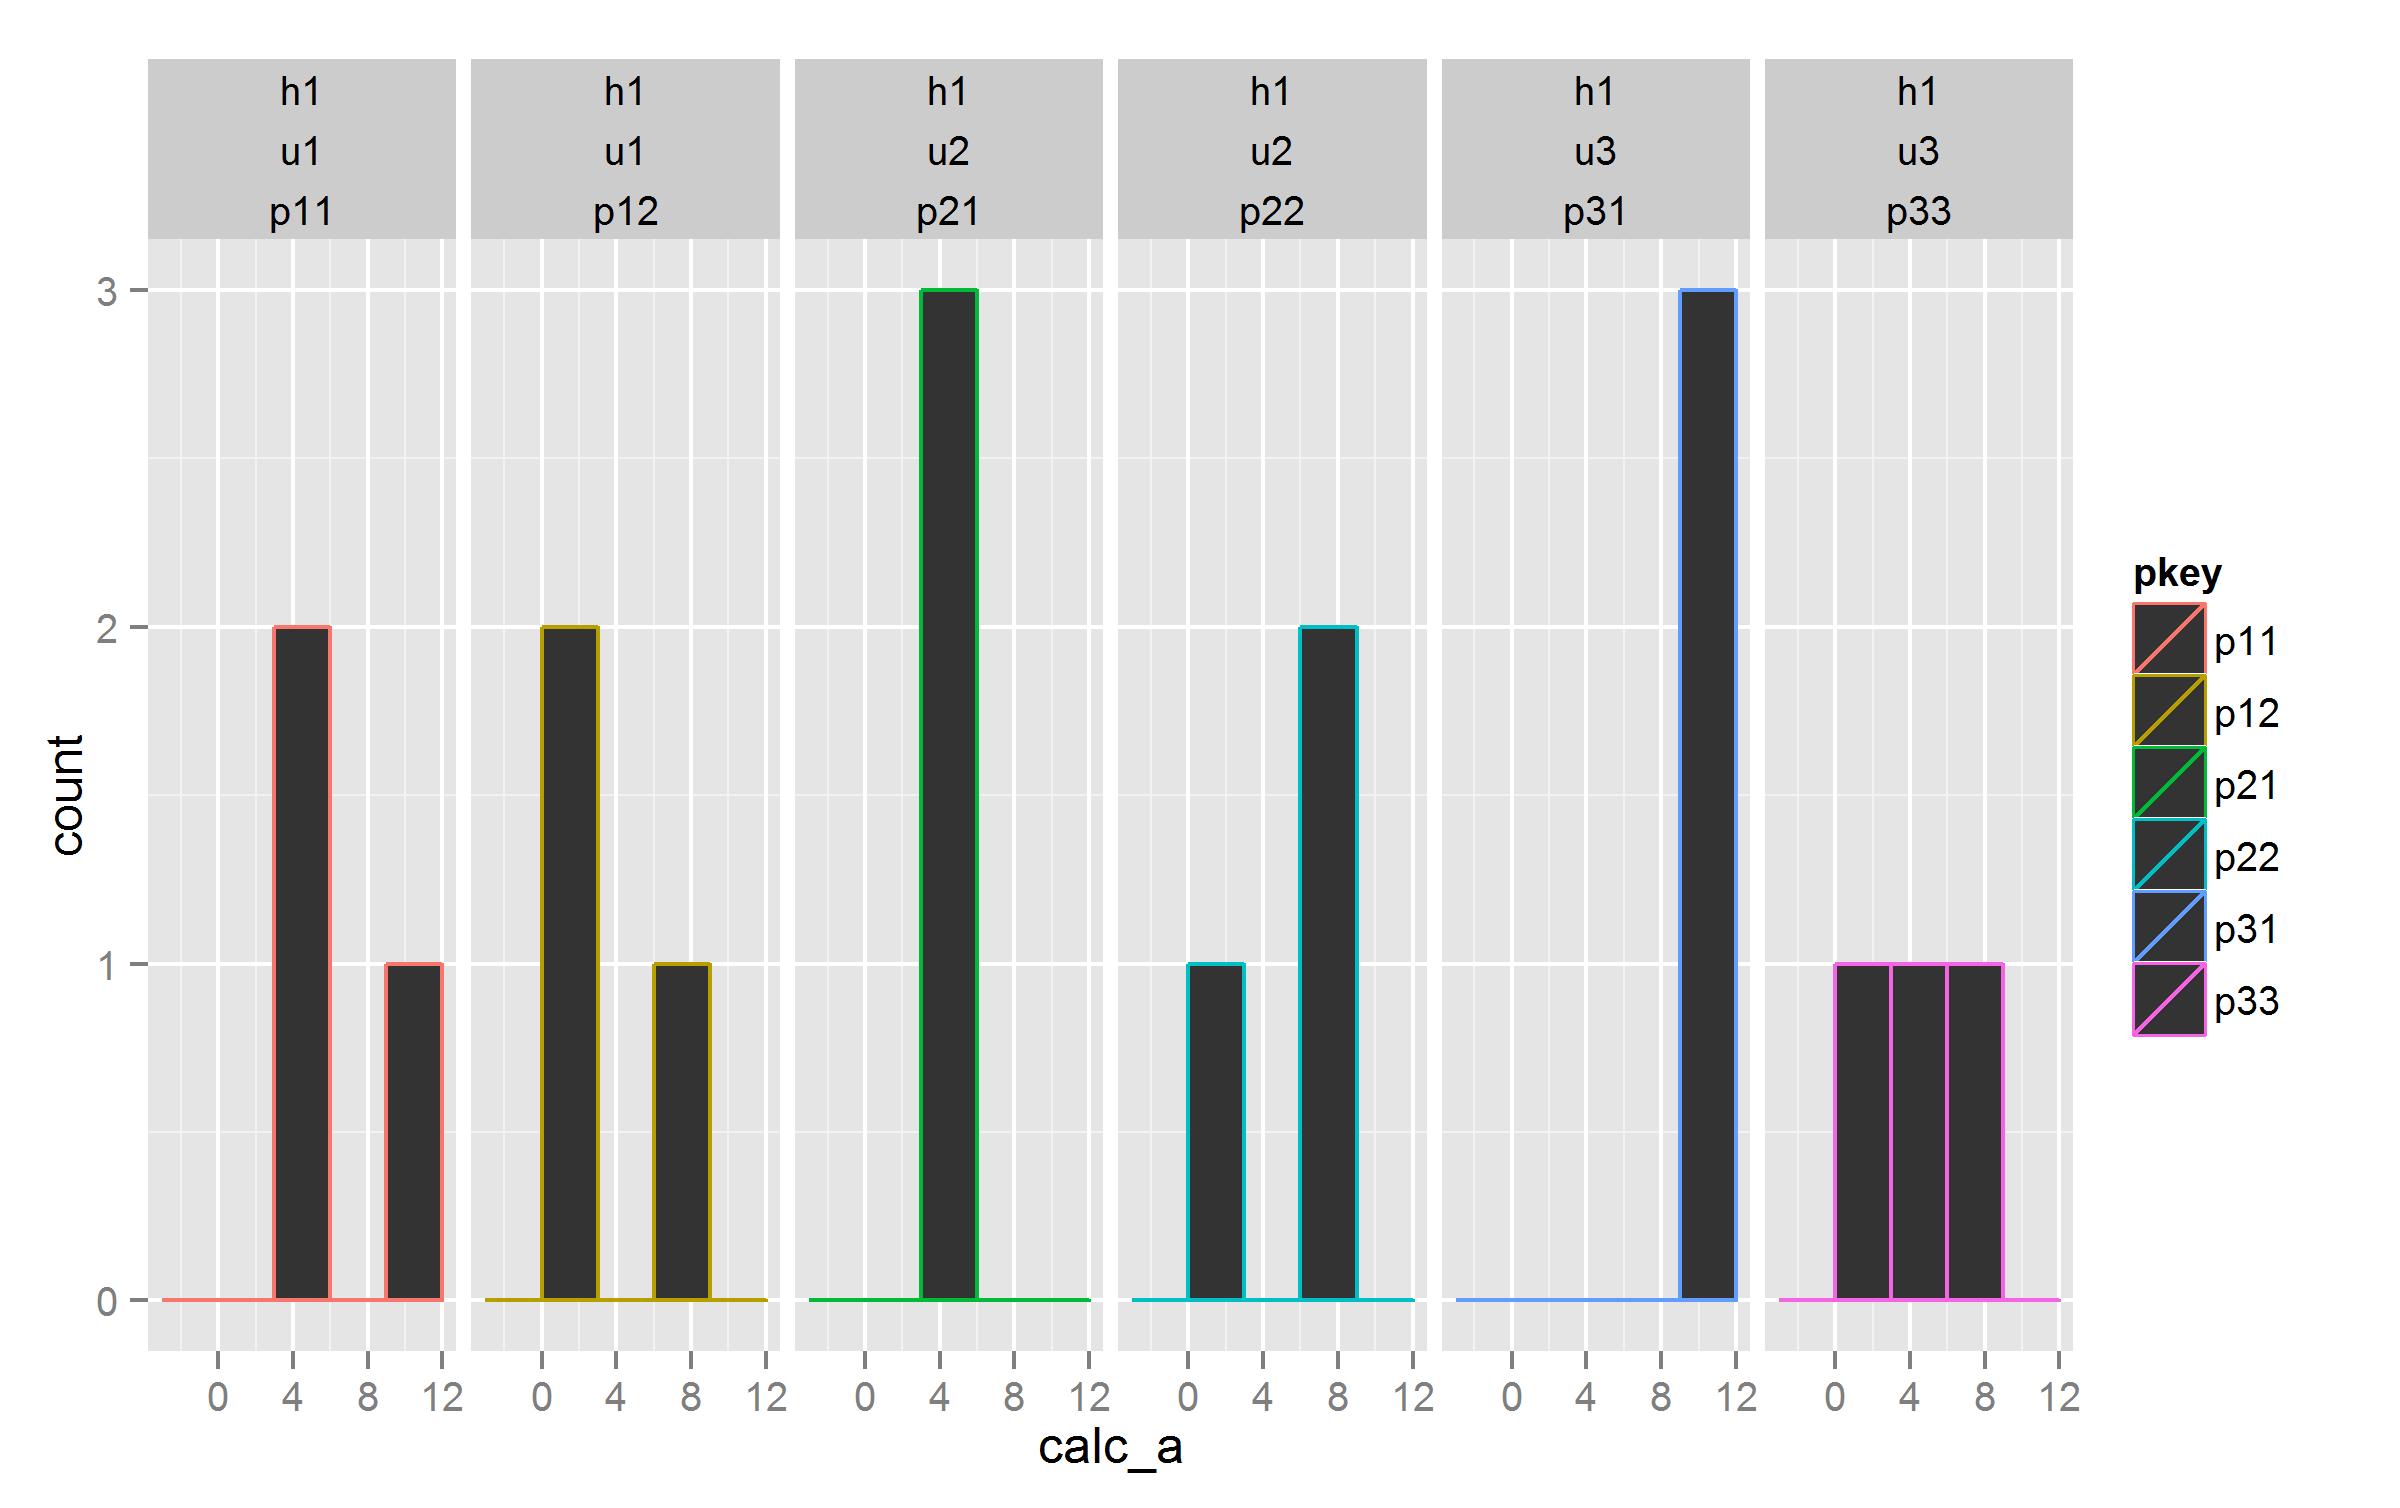 h1 h1 h1 h1 h1 h1
u1 u1 u2 u2 u3 u3
p11 p12 p21 p22 p31 p33
3
2
1
0
count
0 4 8 12 0 4 8 12 0 4 8 12 0 4 8 12 0 4 8 12 0 4 8 12
calc_a
pkey
p11
p12
p21
p22
p31
p33